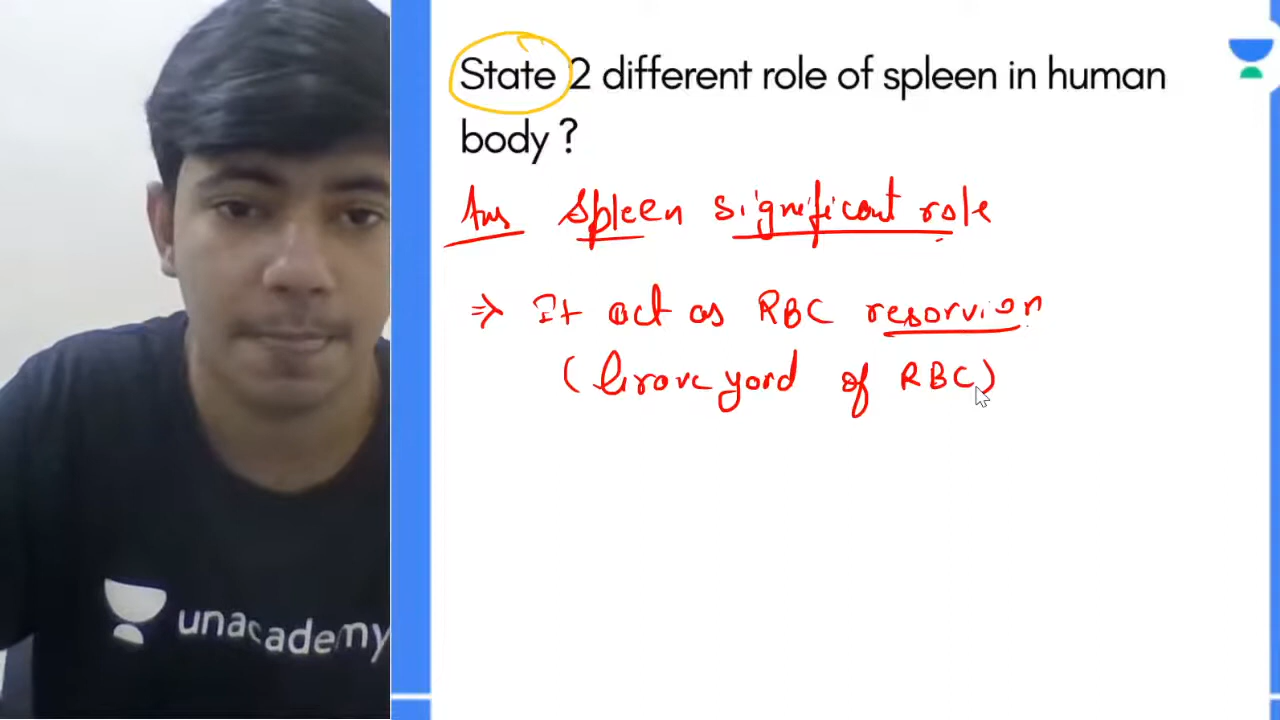 State 2 different role of spleen in human
body ?
Ans Spleen significant role
⇒ It act as RBC resorvion
(Graveyard of RBC)
unacademy